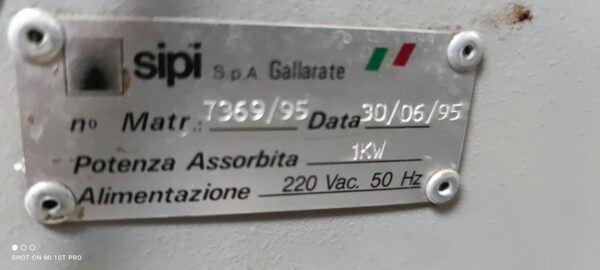 sipi S.p.A. Gallarate
n° Matr.: 7369/95 Data 30/06/95
Potenza Assorbita 1KW
Alimentazione 220 Vac. 50 Hz
SHOT ON MI 10T PRO